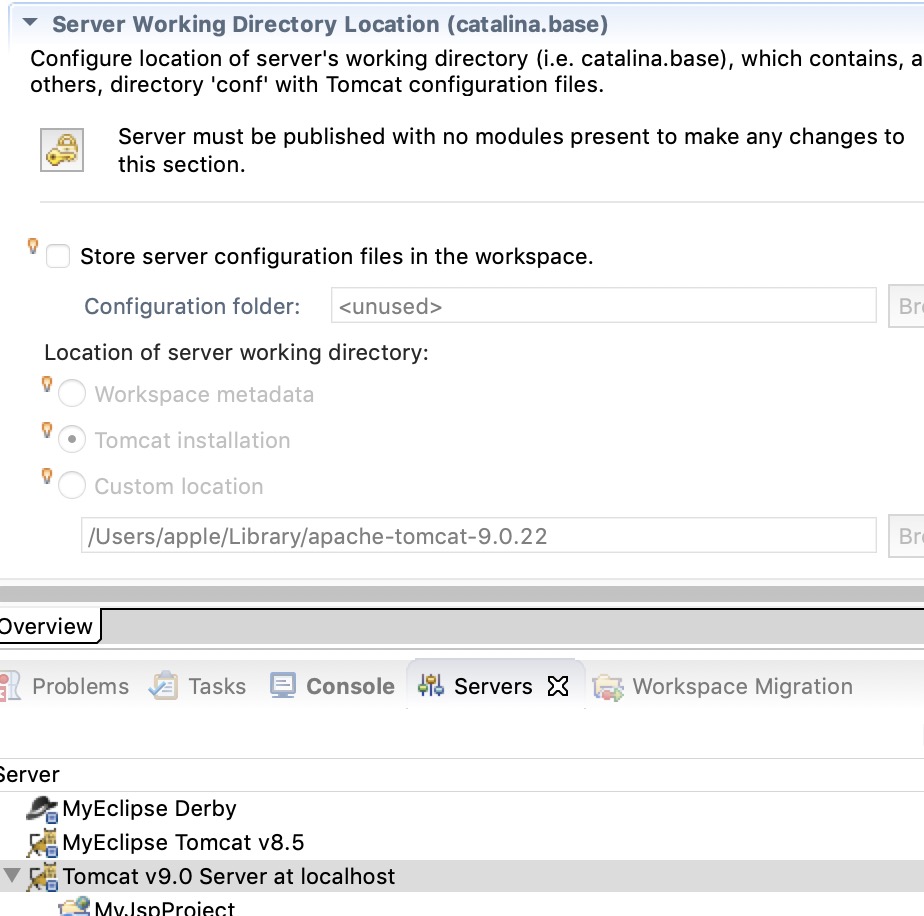 Server Working Directory Location (catalina.base)
Configure location of server's working directory (i.e. catalina.base), which contains, a
others, directory 'conf' with Tomcat configuration files.
Server must be published with no modules present to make any changes to
this section.
Store server configuration files in the workspace.
Configuration folder: <unused> Bro
Location of server working directory:
Workspace metadata
Tomcat installation
Custom location
/Users/apple/Library/apache-tomcat-9.0.22 Bro
Overview
Problems Tasks Console Servers Workspace Migration
Server
MyEclipse Derby
MyEclipse Tomcat v8.5
Tomcat v9.0 Server at localhost
MyJspProject